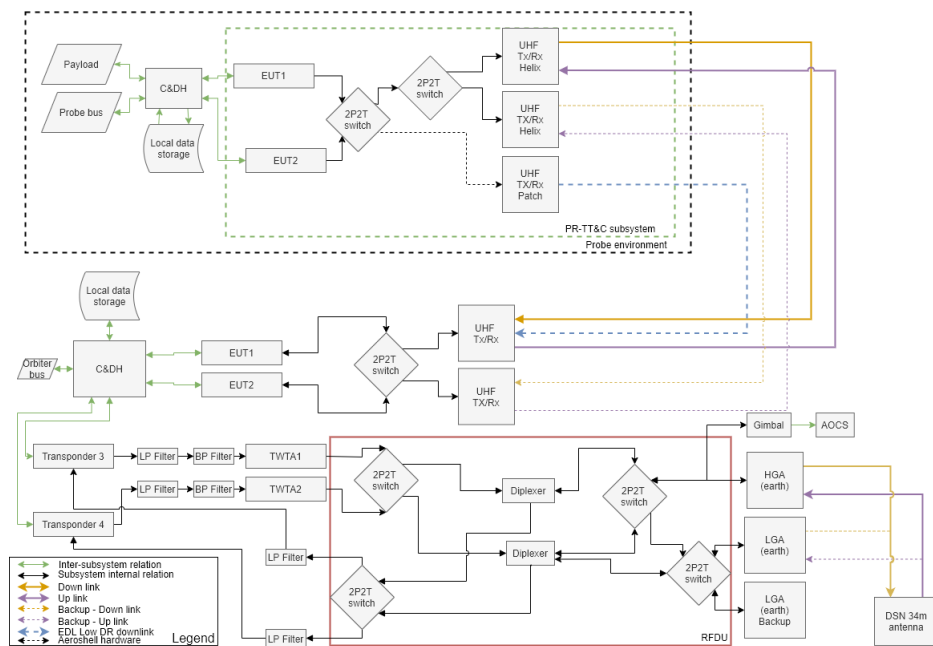 Payload
Probe bus
C&DH
Local data
storage
EUT1
EUT2
2P2T
switch
2P2T
switch
UHF
Tx/Rx
Helix
UHF
TX/Rx
Helix
UHF
TX/Rx
Patch
PR-TT&C subsystem
Probe environment
Local data
storage
Orbiter
bus
C&DH
EUT1
EUT2
2P2T
switch
UHF
Tx/Rx
UHF
TX/Rx
Gimbal
AOCS
Transponder 3
LP Filter
BP Filter
TWTA1
Transponder 4
LP Filter
BP Filter
TWTA2
2P2T
switch
Diplexer
Diplexer
2P2T
switch
2P2T
switch
2P2T
switch
LP Filter
LP Filter
RFDU
HGA
(earth)
LGA
(earth)
LGA
(earth)
Backup
DSN 34m
antenna
Inter-subsystem relation
Subsystem internal relation
Down link
Up link
Backup - Down link
Backup - Up link
EDL Low DR downlink
Aeroshell hardware
Legend